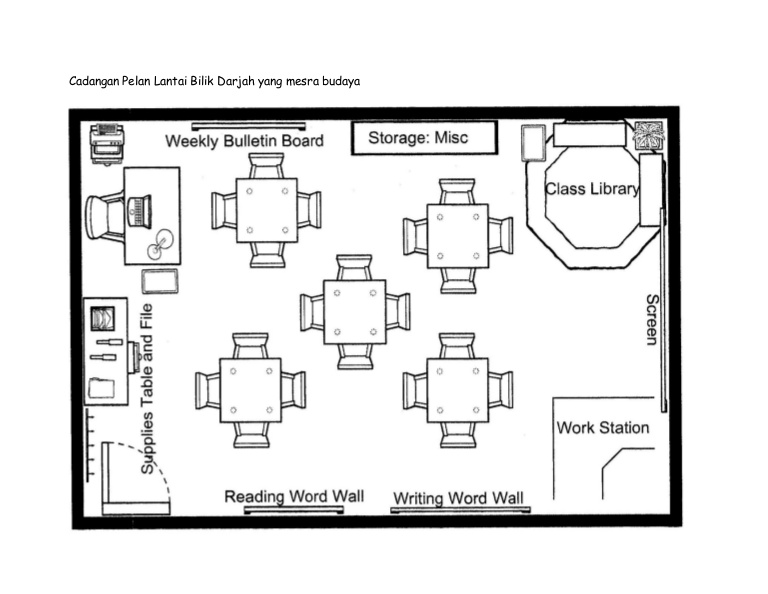 Cadangan Pelan Lantai Bilik Darjah yang mesra budaya
Weekly Bulletin Board
Storage: Misc
Class Library
Screen
Supplies Table and File
Work Station
Reading Word Wall
Writing Word Wall